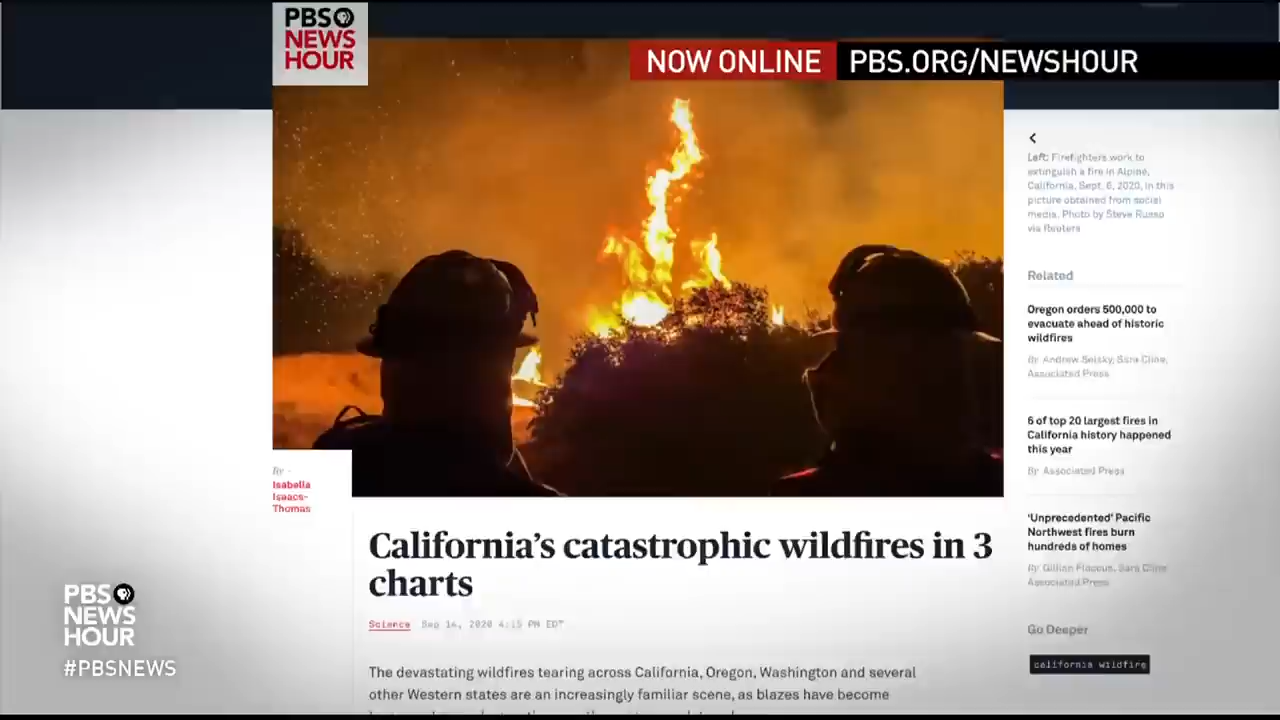 PBS
NEWS
HOUR
NOW ONLINE
PBS.ORG/NEWSHOUR
Left: Firefighters work to
extinguish a fire in Alpine,
California, Sept. 6, 2020, in this
picture obtained from social
media. Photo by Steve Russo
via Reuters
Related
Oregon orders 500,000 to
evacuate ahead of historic
wildfires
By Andrew Selsky, Sara Cline,
Associated Press
6 of top 20 largest fires in
California history happened
this year
By Associated Press
'Unprecedented' Pacific
Northwest fires burn
hundreds of homes
By Gillian Flaccus, Sara Cline
Associated Press
Go Deeper
california wildfire
By -
Isabella
Isaacs-
Thomas
California's catastrophic wildfires in 3
charts
Science Sep 14, 2020 4:15 PM EDT
The devastating wildfires tearing across California, Oregon, Washington and several
other Western states are an increasingly familiar scene, as blazes have become
PBS
NEWS
HOUR
#PBSNEWS